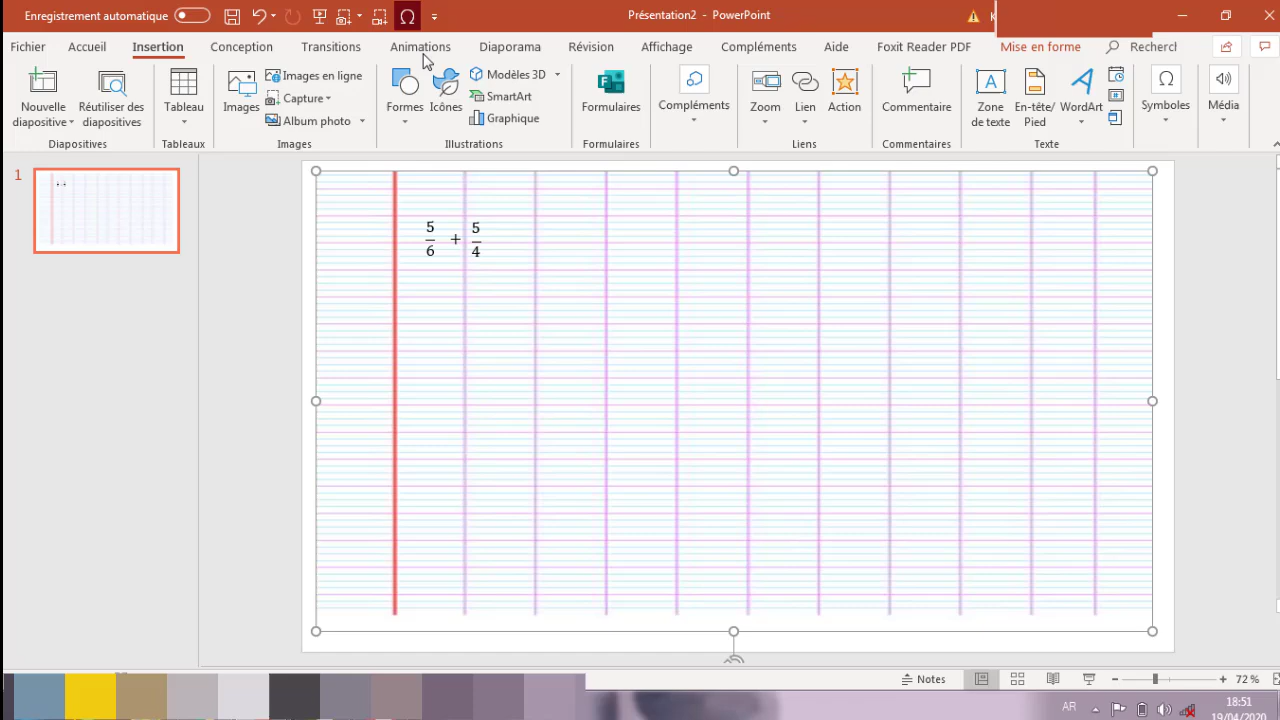 Enregistrement automatique
Présentation2 - PowerPoint
Fichier Accueil Insertion Conception Transitions Animations Diaporama Révision Affichage Compléments Aide Foxit Reader PDF Mise en forme
Nouvelle diapositive
Réutiliser des diapositives
Diapositives
Tableau
Tableaux
Images
Images en ligne
Capture
Album photo
Images
Formes
Icônes
Modèles 3D
SmartArt
Graphique
Illustrations
Formulaires
Formulaires
Compléments
Zoom
Lien
Action
Liens
Commentaire
Commentaires
Zone de texte
En-tête/ Pied
WordArt
Texte
Ω
Symboles
Média
1
5/6 + 5/4
Notes
72 %
AR
18:51
19/04/2020